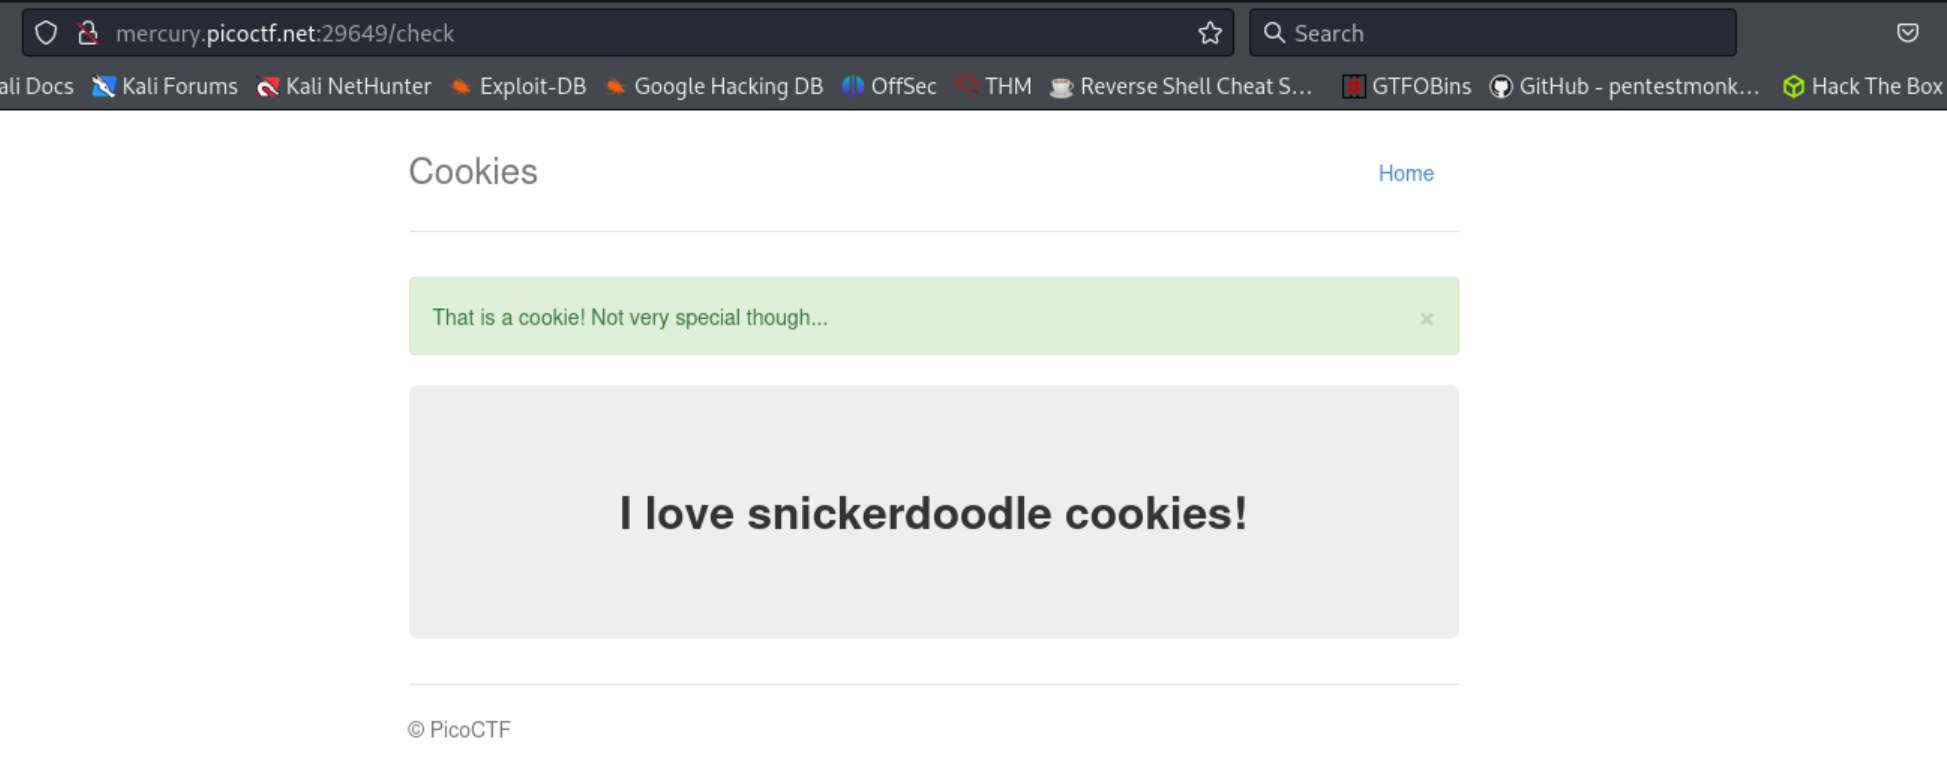 mercury.picoctf.net:29649/check
Search
ali Docs Kali Forums Kali NetHunter Exploit-DB Google Hacking DB OffSec THM Reverse Shell Cheat S... GTFOBins GitHub - pentestmonk... Hack The Box
Cookies Home
That is a cookie! Not very special though... ×
I love snickerdoodle cookies!
© PicoCTF